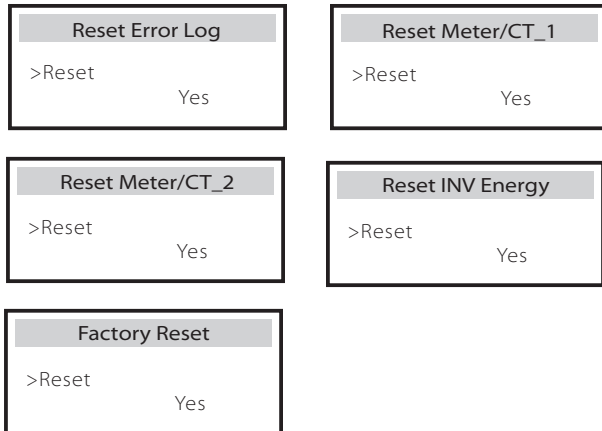 Reset Error Log
>Reset
Yes
Reset Meter/CT_1
>Reset
Yes
Reset Meter/CT_2
>Reset
Yes
Reset INV Energy
>Reset
Yes
Factory Reset
>Reset
Yes